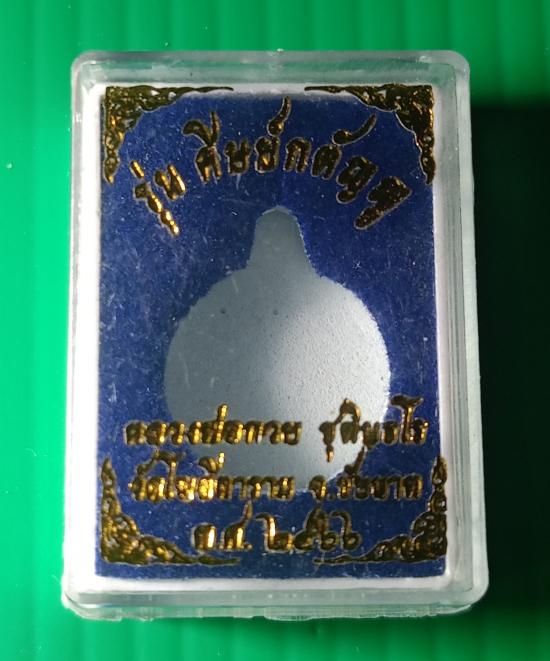 รุ่น ศิษย์กตัญญู
หลวงพ่อกวย ชุตินธโร
วัดโฆสิตาราม จ.ชัยนาท
พ.ศ. ๒๕๖๖